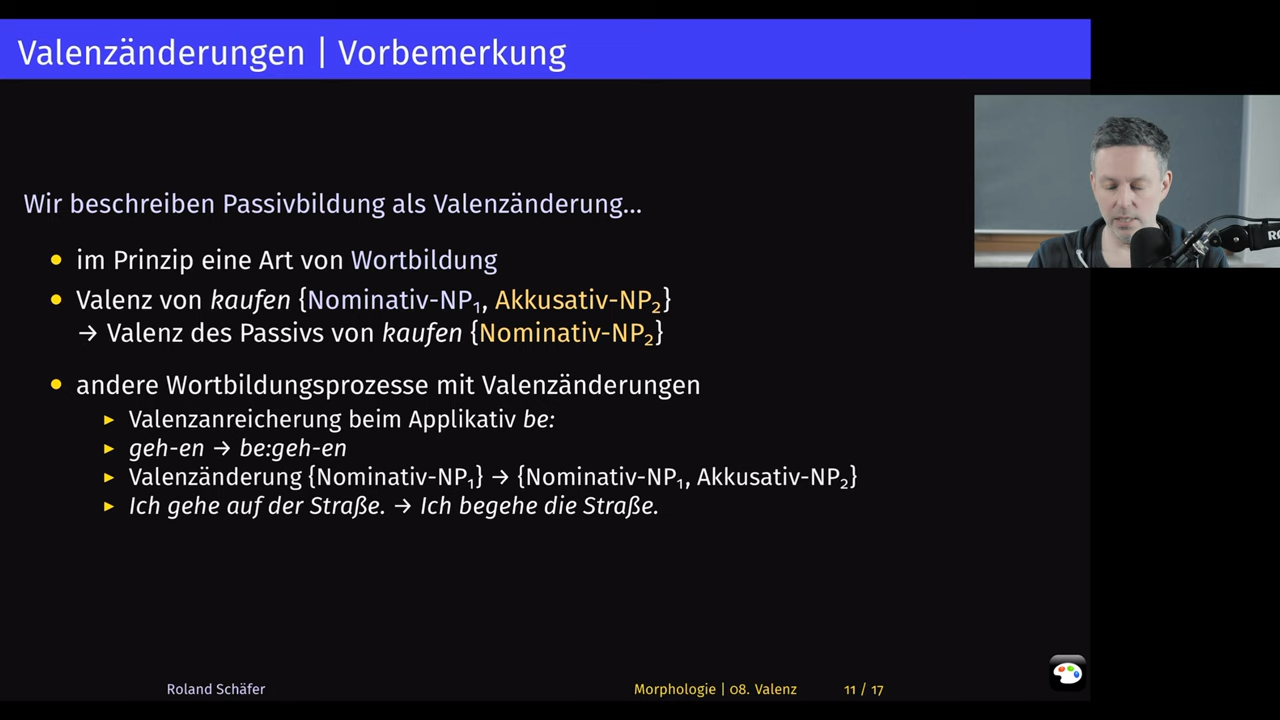 Valenzänderungen | Vorbemerkung
Wir beschreiben Passivbildung als Valenzänderung…
• im Prinzip eine Art von Wortbildung
• Valenz von kaufen {Nominativ-NP₁, Akkusativ-NP₂}
→ Valenz des Passivs von kaufen {Nominativ-NP₂}
• andere Wortbildungsprozesse mit Valenzänderungen
▶ Valenzanreicherung beim Applikativ be:
▶ geh-en → be:geh-en
▶ Valenzänderung {Nominativ-NP₁} → {Nominativ-NP₁, Akkusativ-NP₂}
▶ Ich gehe auf der Straße. → Ich begehe die Straße.
Roland Schäfer
Morphologie | 08. Valenz
11 / 17